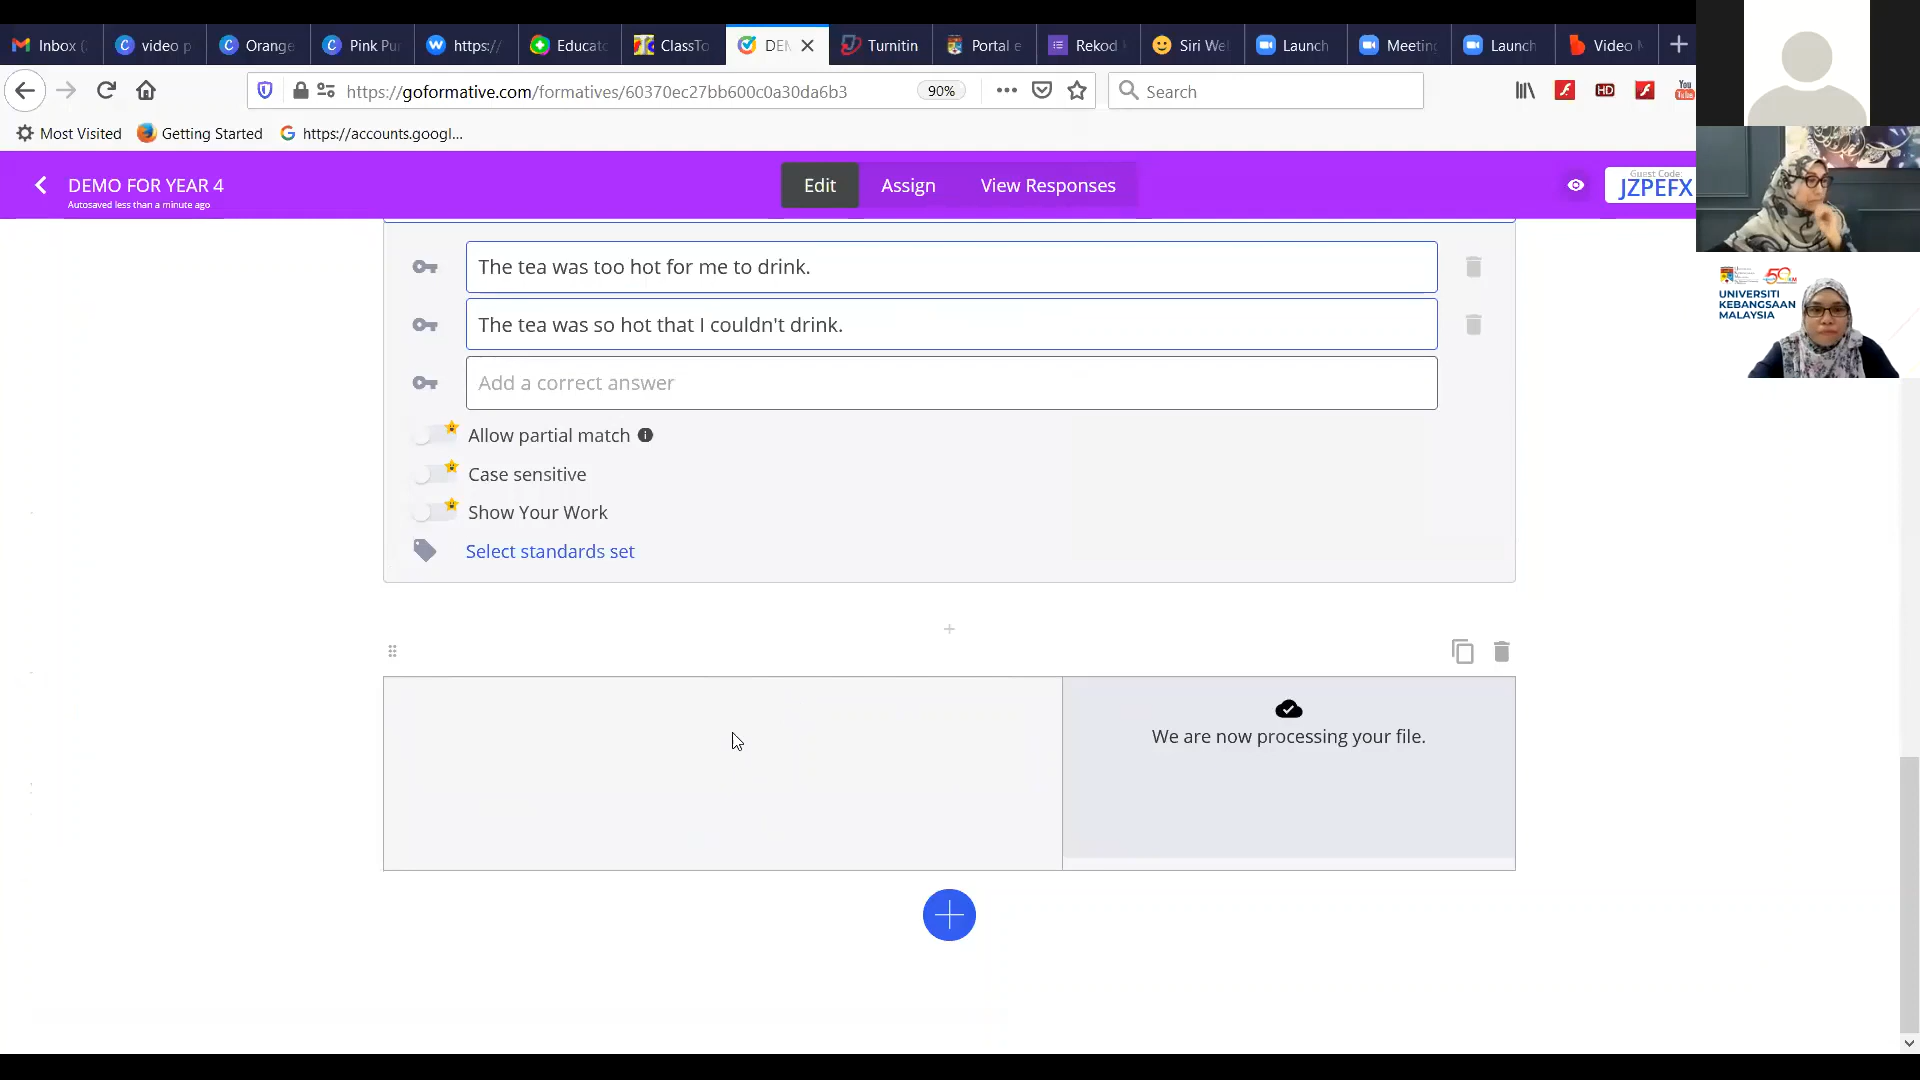 Inbox
video p
Orange
Pink Pu
https://
Educat
ClassTo
DE
Turnitin
Portal e
Rekod
Siri We
Launch
Meeting
Launch
Video
https://goformative.com/formatives/60370ec27bb600c0a30da6b3
90%
Search
HD
You
Most Visited
Getting Started
https://accounts.googl...
DEMO FOR YEAR 4
Autosaved less than a minute ago
Edit
Assign
View Responses
Guest Code:
JZPEFX
UNIVERSITI
KEBANGSAAN
MALAYSIA
The tea was too hot for me to drink.
The tea was so hot that I couldn't drink.
Add a correct answer
Allow partial match
Case sensitive
Show Your Work
Select standards set
We are now processing your file.